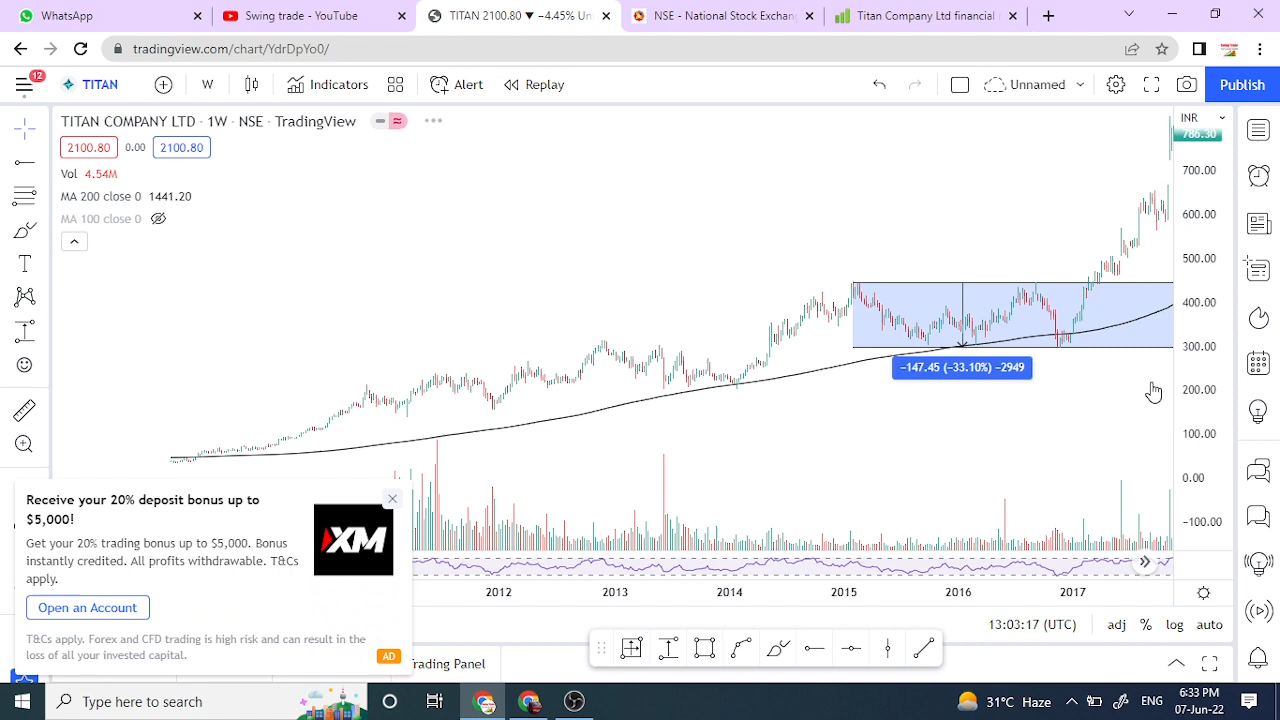 WhatsApp
Swing Trade - YouTube
TITAN 2100.80 ▼ −4.45% Un
NSE - National Stock Exchan
Titan Company Ltd financial
tradingview.com/chart/YdrDpYo0/
12
TITAN
W
Indicators
Alert
Replay
Unnamed
Publish
TITAN COMPANY LTD · 1W · NSE · TradingView
INR
2100.80
0.00
2100.80
786.30
Vol 4.54M
MA 200 close 0 1441.20
MA 100 close 0
700.00
600.00
500.00
400.00
300.00
200.00
100.00
0.00
−100.00
−147.45 (−33.10%) −2949
Receive your 20% deposit bonus up to
$5,000!
Get your 20% trading bonus up to $5,000. Bonus
instantly credited. All profits withdrawable. T&Cs
apply.
XM
Open an Account
T&Cs apply. Forex and CFD trading is high risk and can result in the
loss of all your invested capital.
AD
2012
2013
2014
2015
2016
2017
13:03:17 (UTC)
adj
%
log
auto
rading Panel
Type here to search
31°C Haze
ENG
6:33 PM
07-Jun-22